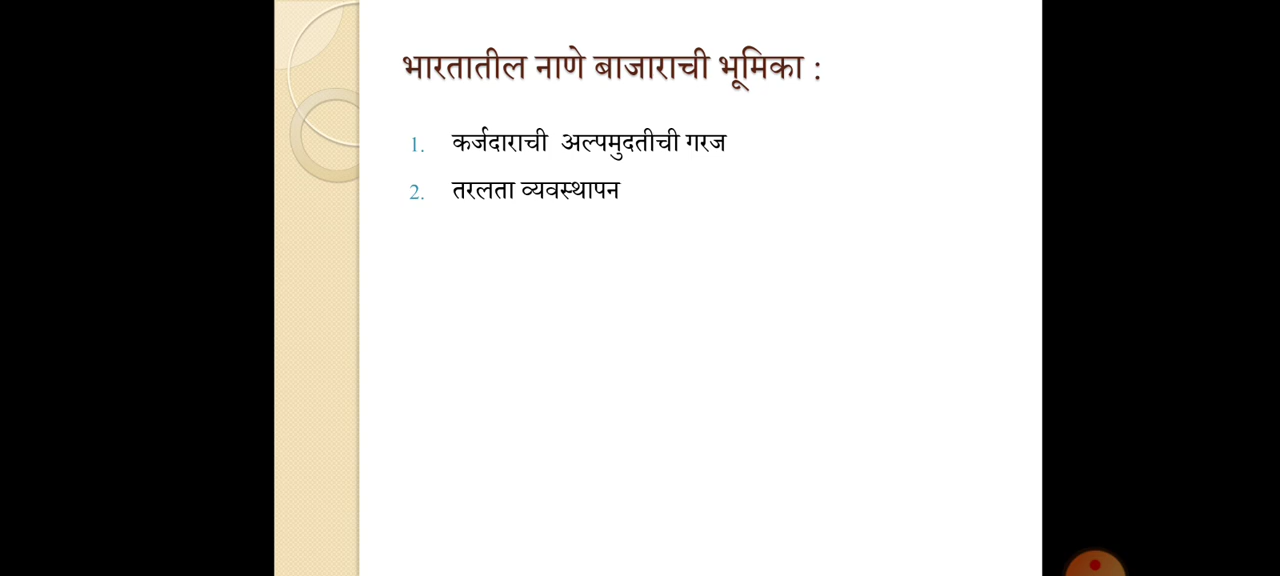 भारतातील नाणे बाजाराची भूमिका :
1. कर्जदाराची अल्पमुदतीची गरज
2. तरलता व्यवस्थापन